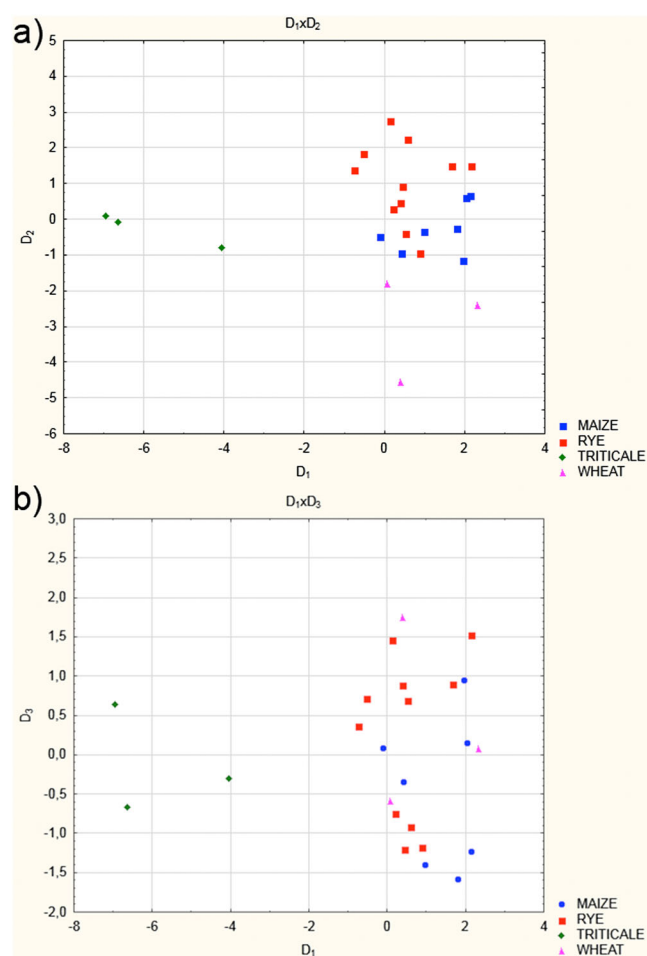 a)
D1xD2
5
4
3
2
1
0
-1
-2
-3
-4
-5
-6
D2
-8 -6 -4 -2 0 2 4
D1
MAIZE
RYE
TRITICALE
WHEAT
b)
D1xD3
3,0
2,5
2,0
1,5
1,0
0,5
0,0
-0,5
-1,0
-1,5
-2,0
D3
-8 -6 -4 -2 0 2 4
D1
MAIZE
RYE
TRITICALE
WHEAT